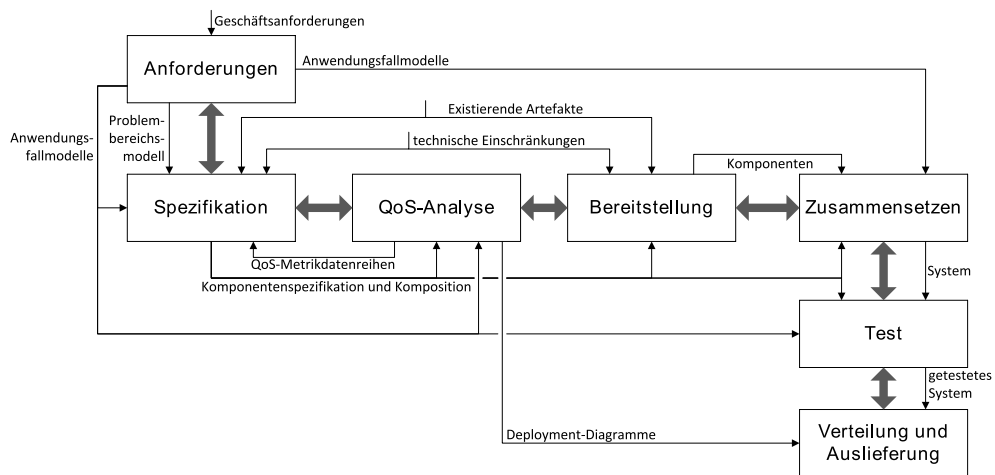 Geschäftsanforderungen
Anforderungen
Anwendungsfallmodelle
Existierende Artefakte
Anwendungs-
fallmodelle
Problem-
bereichs-
modell
technische Einschränkungen
Komponenten
Spezifikation
QoS-Analyse
Bereitstellung
Zusammensetzen
QoS-Metrikdatenreihen
Komponentenspezifikation und Komposition
System
Test
getestetes
System
Deployment-Diagramme
Verteilung und
Auslieferung